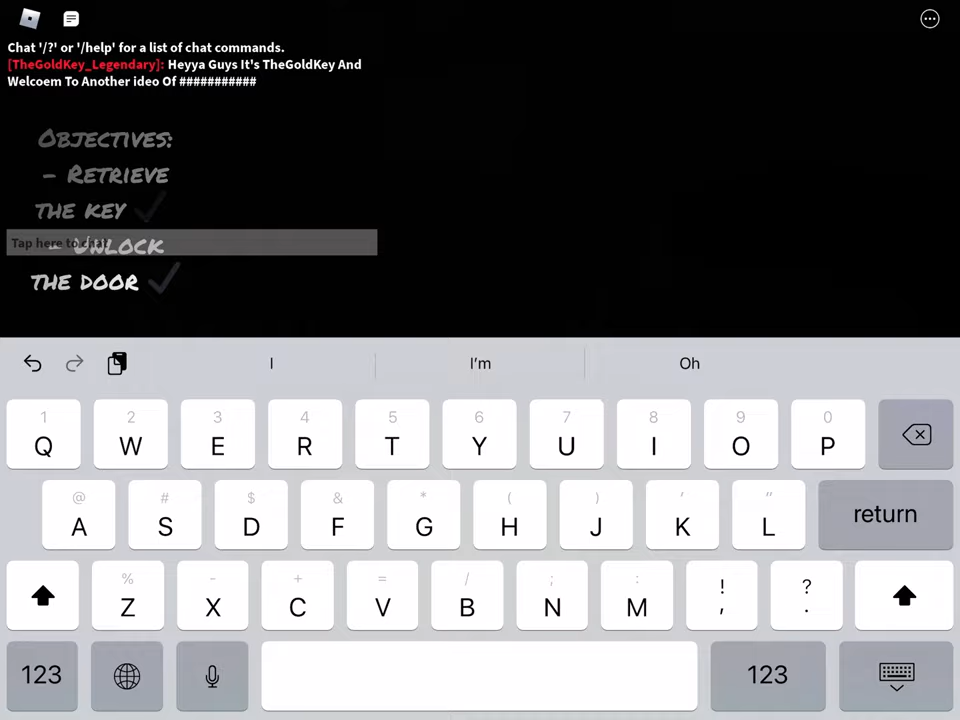 Chat '/?' or '/help' for a list of chat commands.
[TheGoldKey_Legendary]: Heyya Guys It's TheGoldKey And
Welcoem To Another ideo Of ###########
Objectives:
- Retrieve
the key
Tap here to chat
- Unlock
the door
I I'm Oh
1 2 3 4 5 6 7 8 9 0
Q W E R T Y U I O P
@ # $ & * ( ) ' "
A S D F G H J K L return
% - + = / ; : ! ?
Z X C V B N M , .
123 123